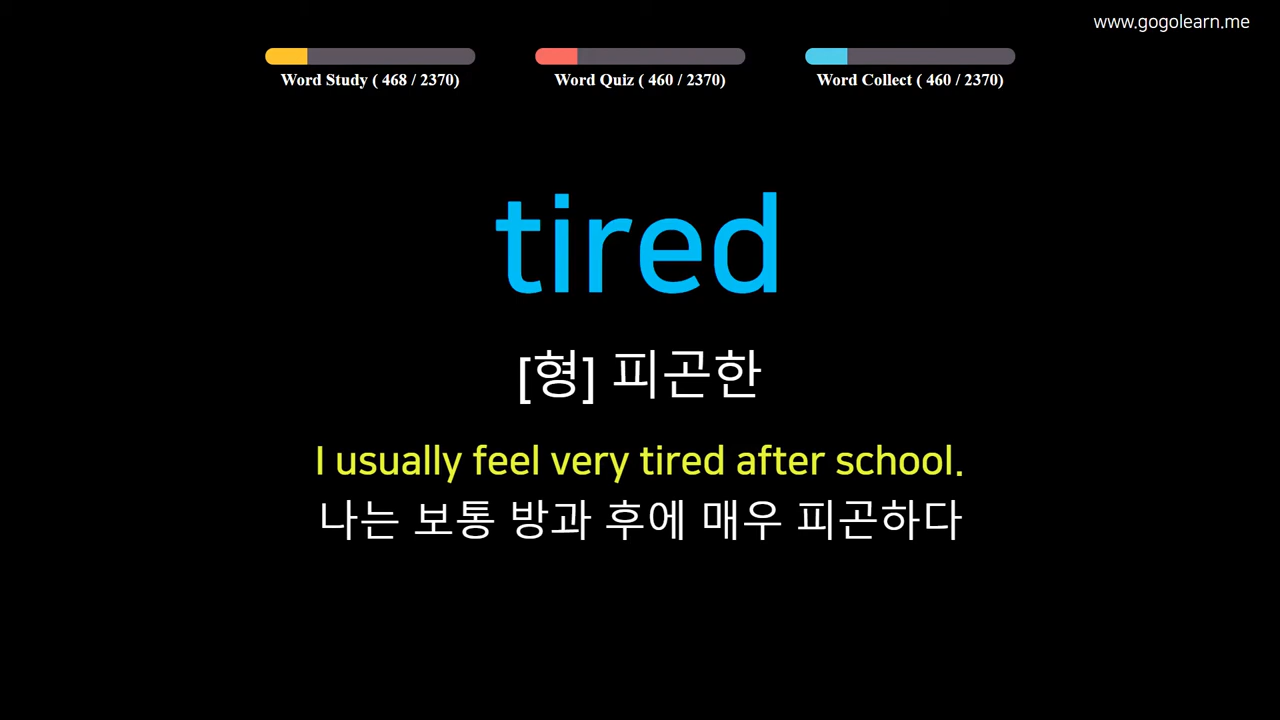 www.gogolearn.me
Word Study ( 468 / 2370)
Word Quiz ( 460 / 2370)
Word Collect ( 460 / 2370)
tired
[형] 피곤한
I usually feel very tired after school.
나는 보통 방과 후에 매우 피곤하다